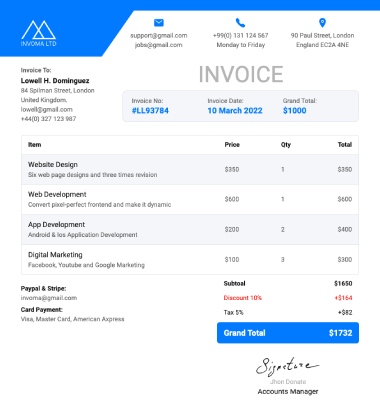 INVOMA LTD
support@gmail.com
jobs@gmail.com
+99(0) 131 124 567
Monday to Friday
90 Paul Street, London
England EC2A 4NE
Invoice To:
Lowell H. Dominguez
84 Spilman Street, London
United Kingdom.
lowell@gmail.com
+44(0) 327 123 987
INVOICE
Invoice No:
#LL93784
Invoice Date:
10 March 2022
Grand Total:
$1000
Item Price Qty Total
Website Design
Six web page designs and three times revision
$350 1 $350
Web Development
Convert pixel-perfect frontend and make it dynamic
$600 1 $600
App Development
Android & Ios Application Development
$200 2 $400
Digital Marketing
Facebook, Youtube and Google Marketing
$100 3 $300
Paypal & Stripe:
invoma@gmail.com
Card Payment:
Visa, Master Card, American Axpress
Subtoal $1650
Discount 10% +$164
Tax 5% +$82
Grand Total $1732
Signature
Jhon Donate
Accounts Manager